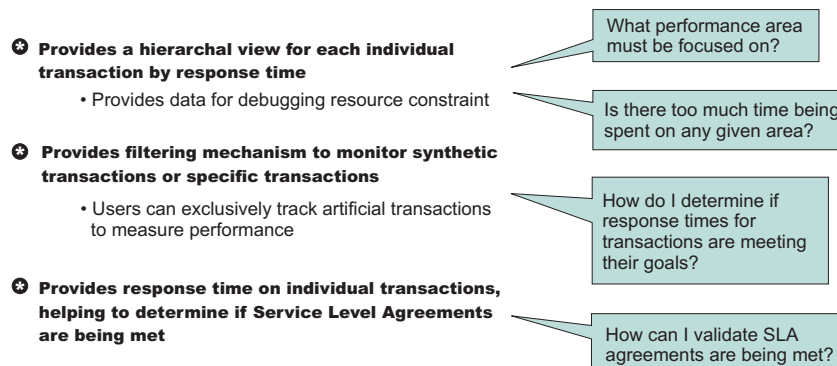 Provides a hierarchal view for each individual
transaction by response time
• Provides data for debugging resource constraint
Provides filtering mechanism to monitor synthetic
transactions or specific transactions
• Users can exclusively track artificial transactions
to measure performance
Provides response time on individual transactions,
helping to determine if Service Level Agreements
are being met
What performance area
must be focused on?
Is there too much time being
spent on any given area?
How do I determine if
response times for
transactions are meeting
their goals?
How can I validate SLA
agreements are being met?